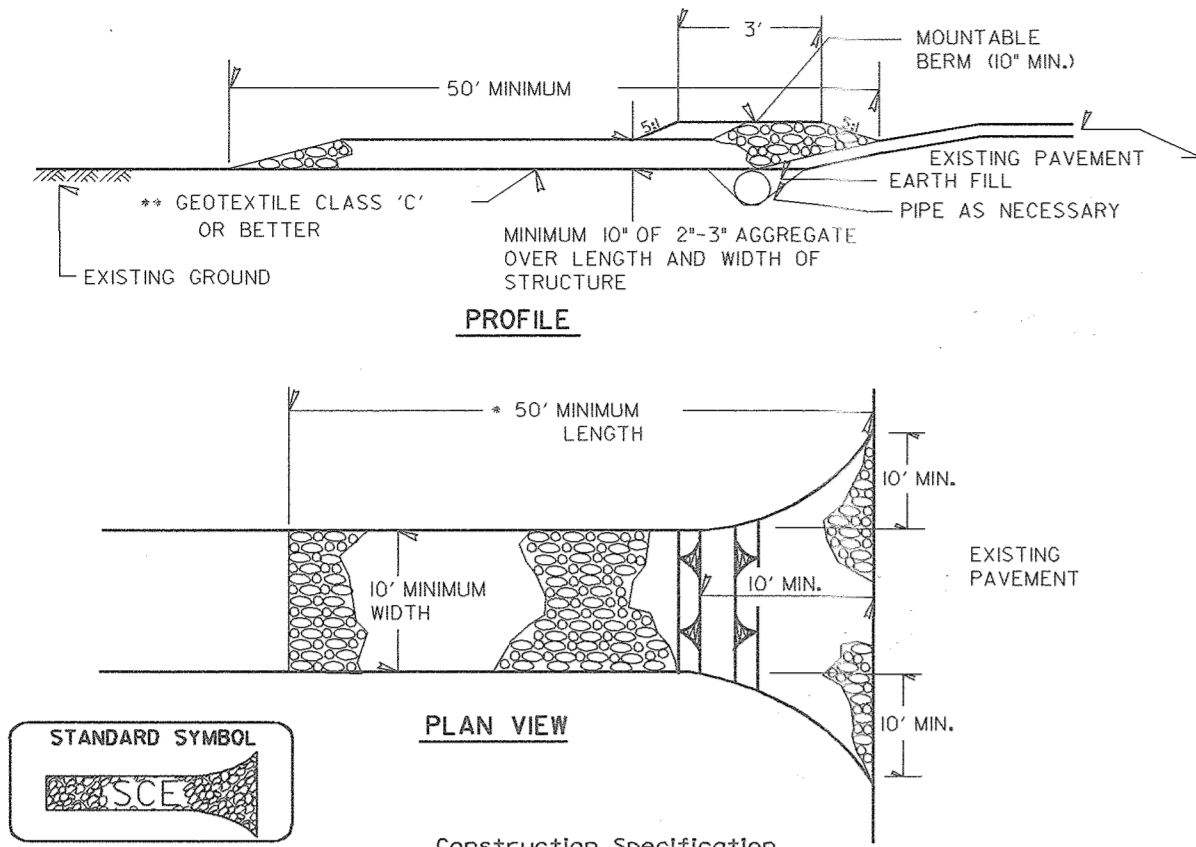 3'
MOUNTABLE
BERM (10" MIN.)
50' MINIMUM
5:1
5:1
EXISTING PAVEMENT
EARTH FILL
PIPE AS NECESSARY
** GEOTEXTILE CLASS 'C'
OR BETTER
MINIMUM 10" OF 2"-3" AGGREGATE
OVER LENGTH AND WIDTH OF
STRUCTURE
EXISTING GROUND
PROFILE
* 50' MINIMUM
LENGTH
10' MIN.
10' MINIMUM
WIDTH
10' MIN.
EXISTING
PAVEMENT
10' MIN.
PLAN VIEW
STANDARD SYMBOL
SCE
Construction Specification